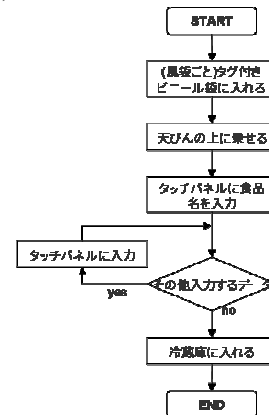 START
(風袋ごと)タグ付き
ビニール袋に入れる
天びんの上に乗せる
タッチパネルに食品
名を入力
タッチパネルに入力
その他入力するデータ
yes
no
冷蔵庫に入れる
END